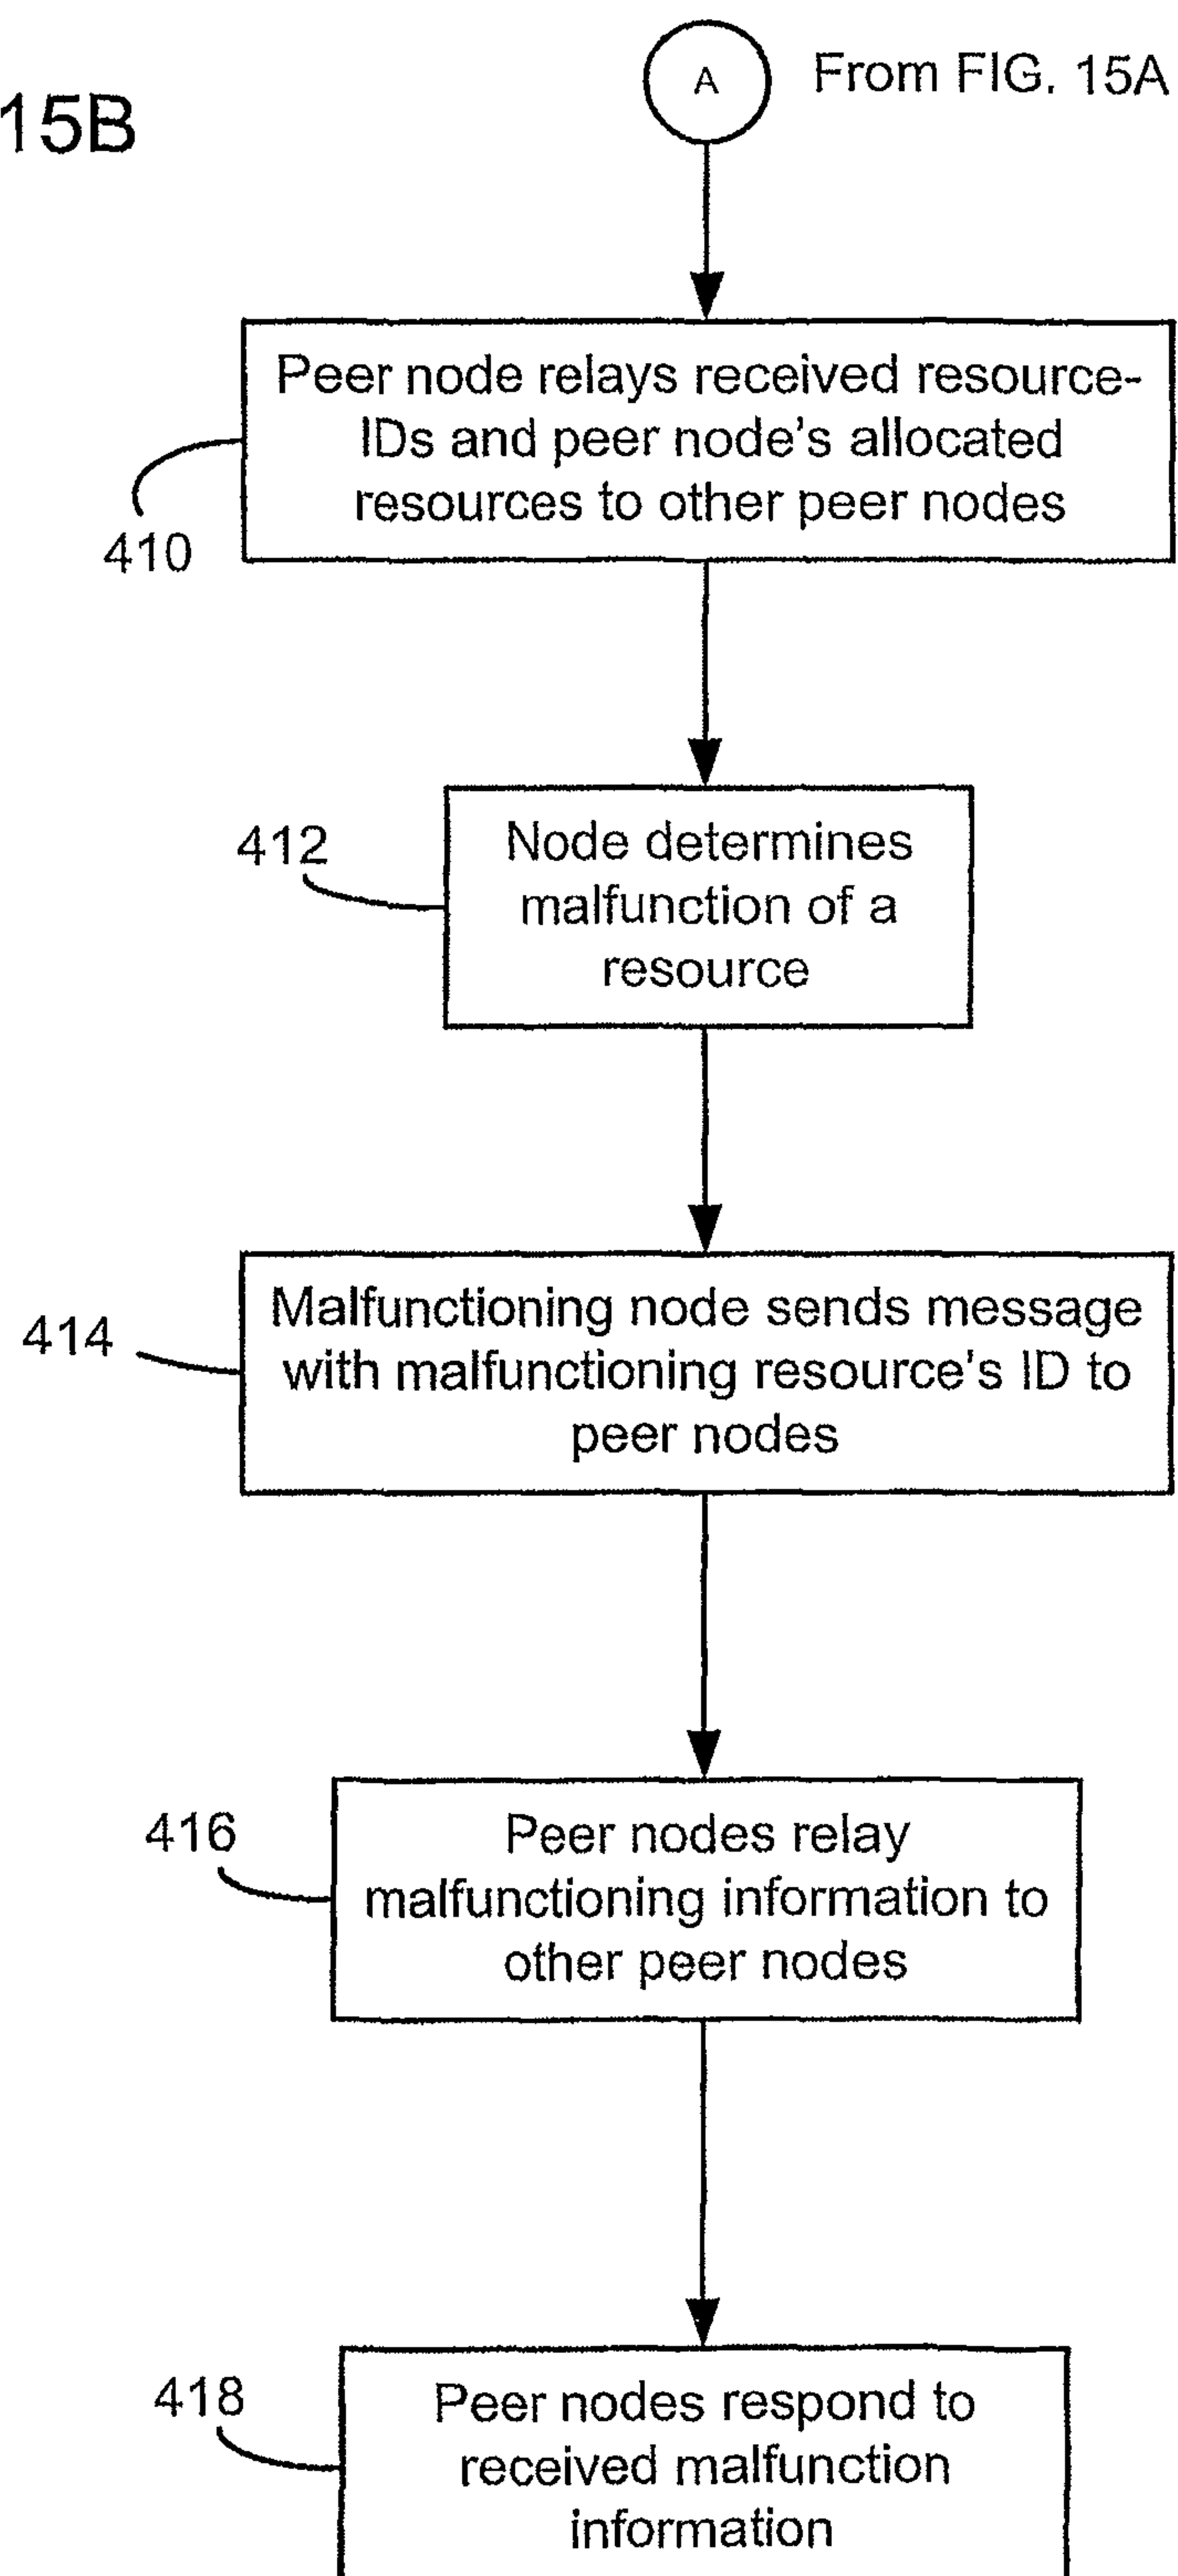 A
From FIG. 15A
15B
Peer node relays received resource-
IDs and peer node's allocated
resources to other peer nodes
410
412
Node determines
malfunction of a
resource
414
Malfunctioning node sends message
with malfunctioning resource's ID to
peer nodes
416
Peer nodes relay
malfunctioning information to
other peer nodes
418
Peer nodes respond to
received malfunction
information